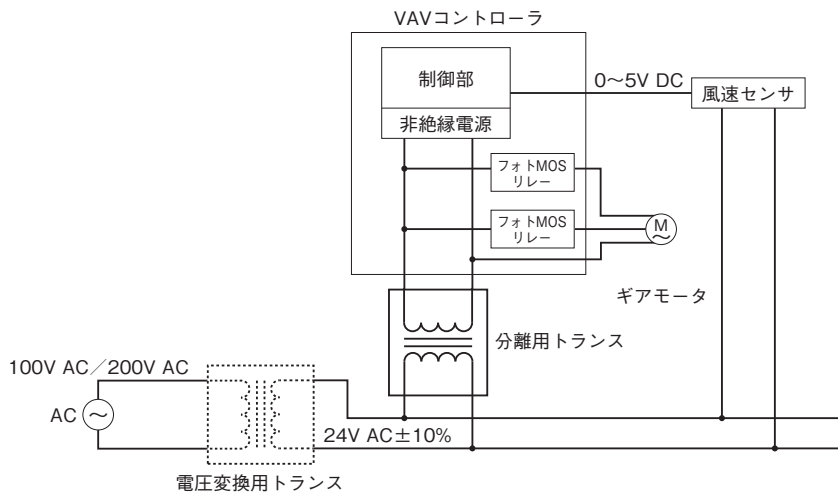 VAVコントローラ
制御部
非絶縁電源
0～5V DC
風速センサ
フォトMOS
リレー
フォトMOS
リレー
M
ギアモータ
分離用トランス
100V AC／200V AC
AC
24V AC±10%
電圧変換用トランス